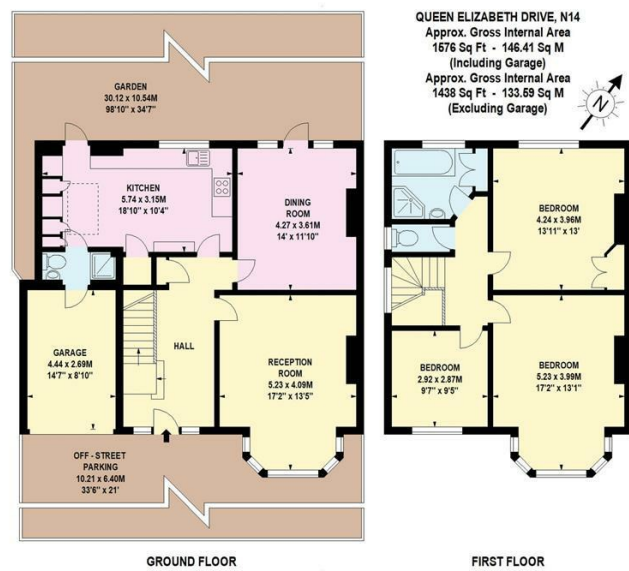 QUEEN ELIZABETH DRIVE, N14
Approx. Gross Internal Area
1576 Sq Ft - 146.41 Sq M
(Including Garage)
Approx. Gross Internal Area
1438 Sq Ft - 133.59 Sq M
(Excluding Garage)
N
GARDEN
30.12 x 10.54M
98'10" x 34'7"
KITCHEN
5.74 x 3.15M
18'10" x 10'4"
DINING
ROOM
4.27 x 3.61M
14' x 11'10"
GARAGE
4.44 x 2.69M
14'7" x 8'10"
HALL
RECEPTION
ROOM
5.23 x 4.09M
17'2" x 13'5"
OFF - STREET
PARKING
10.21 x 6.40M
33'6" x 21'
GROUND FLOOR
BEDROOM
4.24 x 3.96M
13'11" x 13'
BEDROOM
2.92 x 2.87M
9'7" x 9'5"
BEDROOM
5.23 x 3.99M
17'2" x 13'1"
FIRST FLOOR